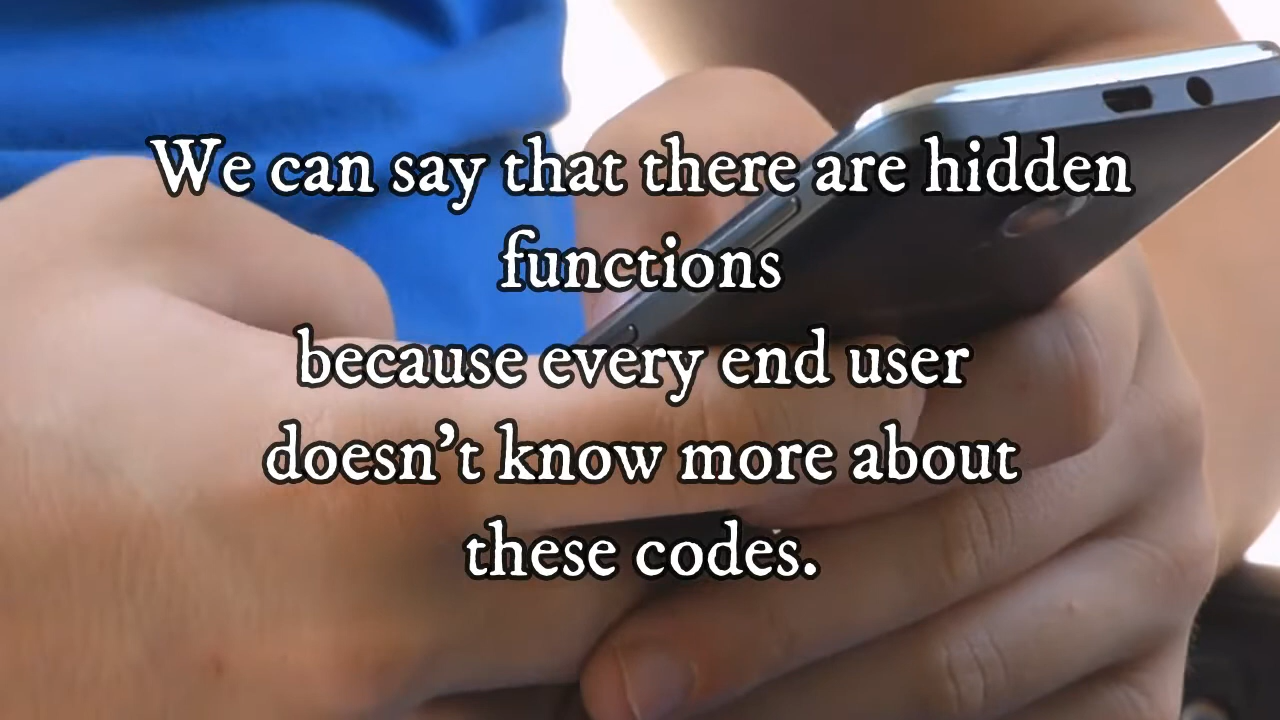 We can say that there are hidden
functions
because every end user
doesn't know more about
these codes.